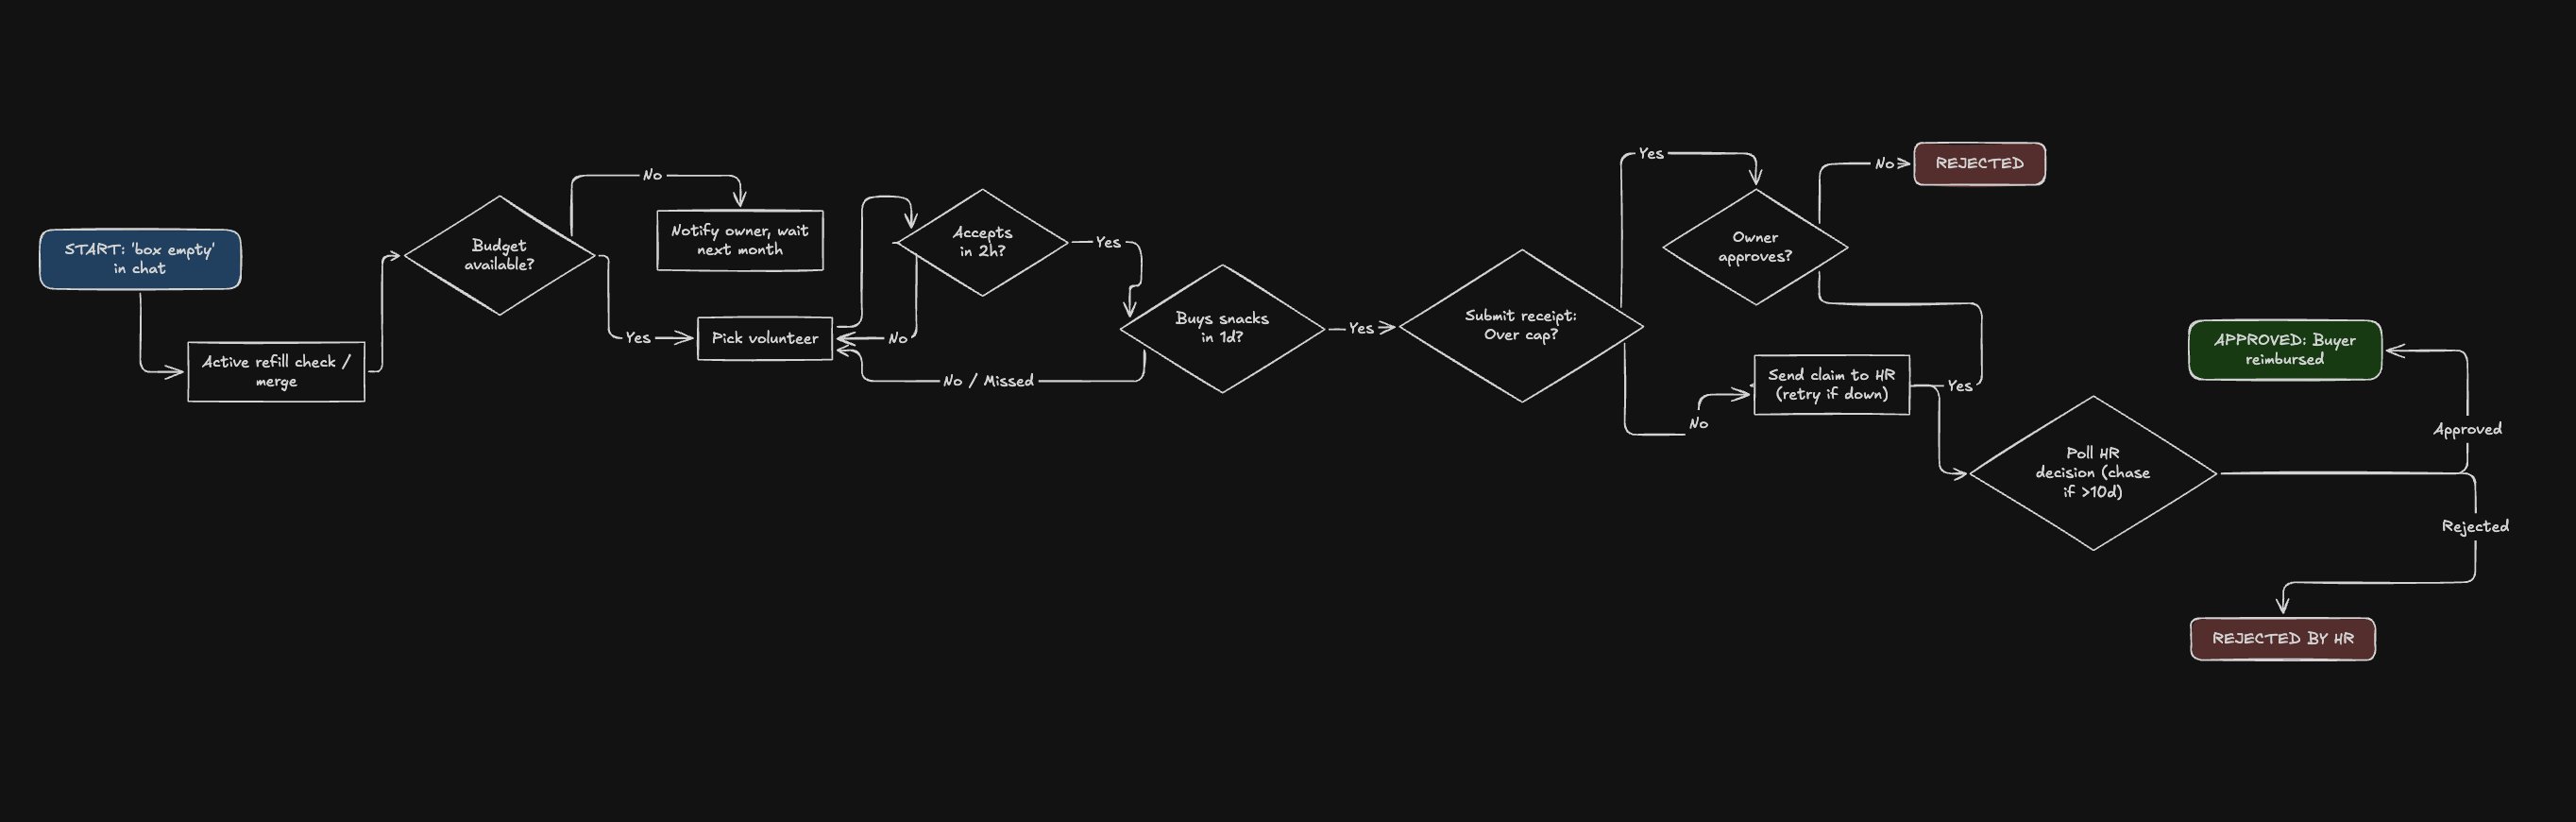 START: 'box empty'
in chat
Active refill check /
merge
Budget
available?
No
Notify owner, wait
next month
Yes
Pick volunteer
Accepts
in 2h?
No
Yes
Buys snacks
in 1d?
No / Missed
Yes
Submit receipt:
Over cap?
Yes
Owner
approves?
No
REJECTED
No
Send claim to HR
(retry if down)
Yes
Poll HR
decision (chase
if >10d)
Approved
APPROVED: Buyer
reimbursed
Rejected
REJECTED BY HR